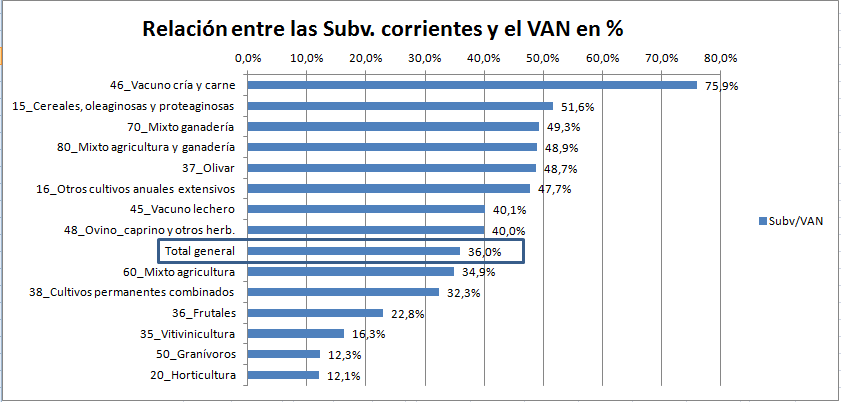 Relación entre las Subv. corrientes y el VAN en %
0,0% 10,0% 20,0% 30,0% 40,0% 50,0% 60,0% 70,0% 80,0%
46_Vacuno cría y carne 75,9%
15_Cereales, oleaginosas y proteaginosas 51,6%
70_Mixto ganadería 49,3%
80_Mixto agricultura y ganadería 48,9%
37_Olivar 48,7%
16_Otros cultivos anuales extensivos 47,7%
45_Vacuno lechero 40,1%
48_Ovino_caprino y otros herb. 40,0%
Subv/VAN
Total general 36,0%
60_Mixto agricultura 34,9%
38_Cultivos permanentes combinados 32,3%
36_Frutales 22,8%
35_Vitivinicultura 16,3%
50_Granívoros 12,3%
20_Horticultura 12,1%